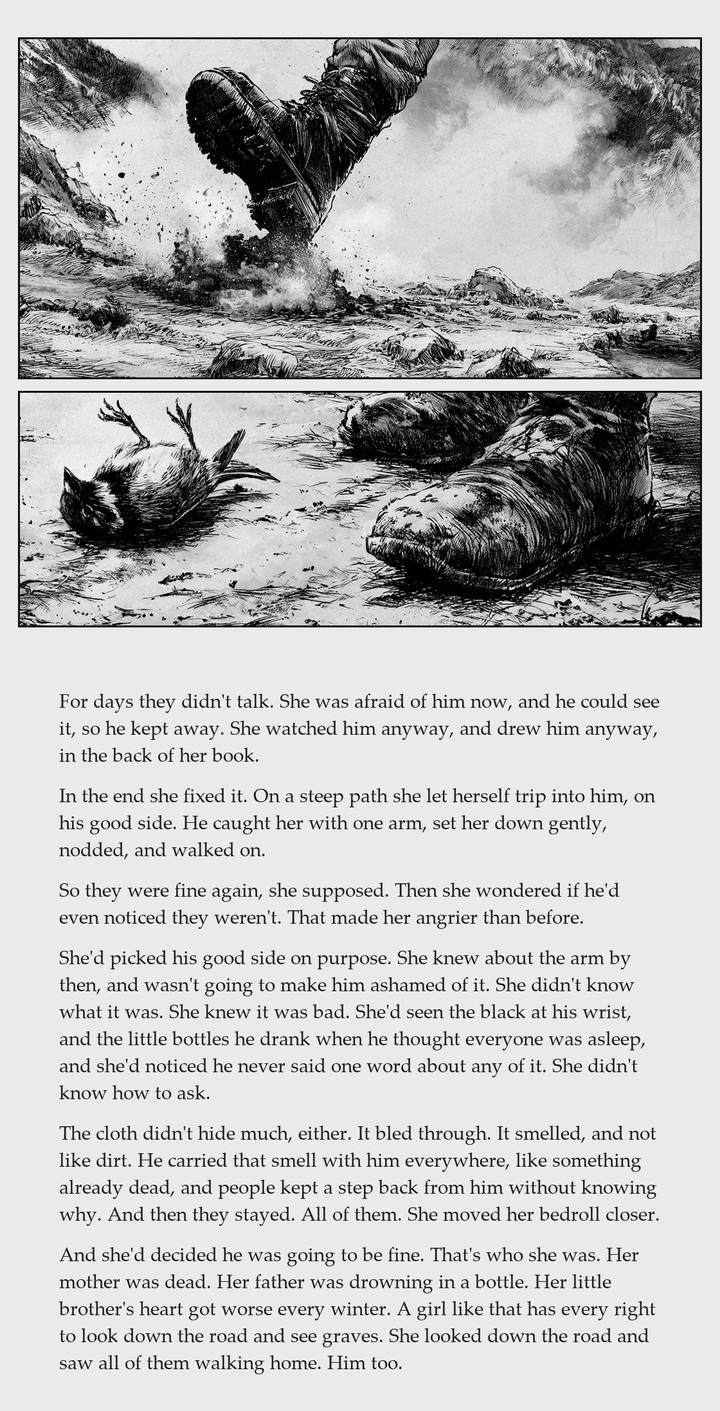 For days they didn't talk. She was afraid of him now, and he could see
it, so he kept away. She watched him anyway, and drew him anyway,
in the back of her book.
In the end she fixed it. On a steep path she let herself trip into him, on
his good side. He caught her with one arm, set her down gently,
nodded, and walked on.
So they were fine again, she supposed. Then she wondered if he'd
even noticed they weren't. That made her angrier than before.
She'd picked his good side on purpose. She knew about the arm by
then, and wasn't going to make him ashamed of it. She didn't know
what it was. She knew it was bad. She'd seen the black at his wrist,
and the little bottles he drank when he thought everyone was asleep,
and she'd noticed he never said one word about any of it. She didn't
know how to ask.
The cloth didn't hide much, either. It bled through. It smelled, and not
like dirt. He carried that smell with him everywhere, like something
already dead, and people kept a step back from him without knowing
why. And then they stayed. All of them. She moved her bedroll closer.
And she'd decided he was going to be fine. That's who she was. Her
mother was dead. Her father was drowning in a bottle. Her little
brother's heart got worse every winter. A girl like that has every right
to look down the road and see graves. She looked down the road and
saw all of them walking home. Him too.